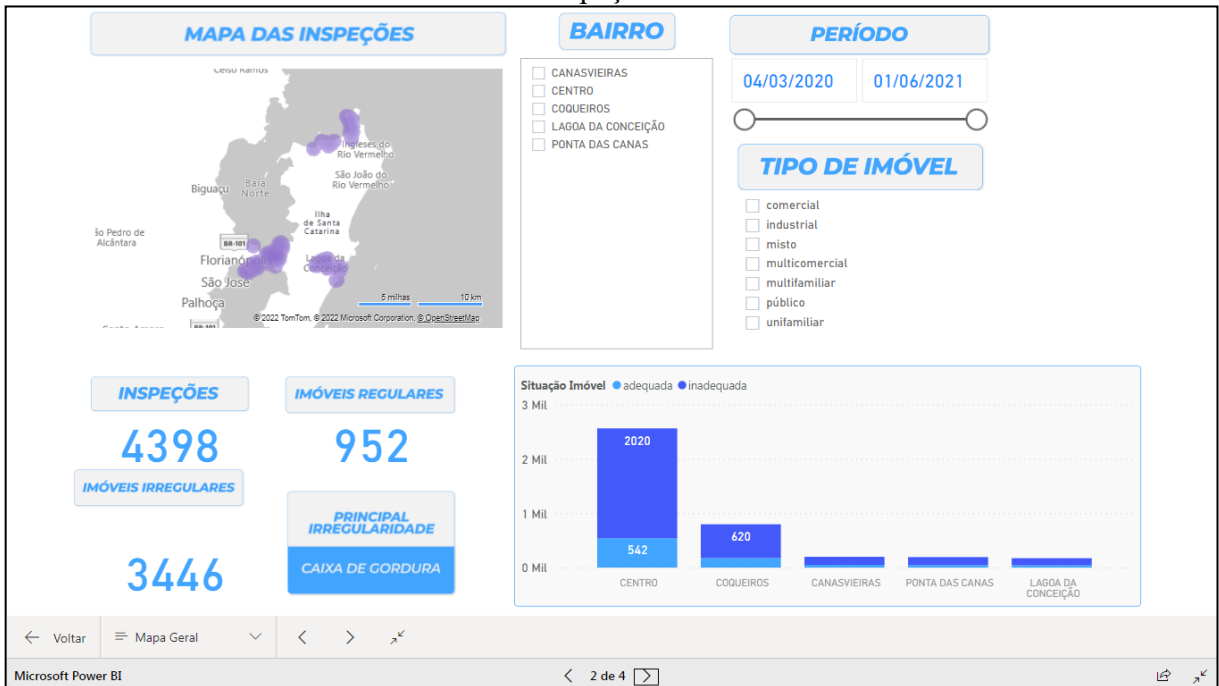 MAPA DAS INSPEÇÕES
BAIRRO
PERÍODO
Celso Ramos
Ingleses do
Rio Vermelho
São João do
Rio Vermelho
Biguaçu
Baía
Norte
Ilha
de Santa
Catarina
ão Pedro de
Alcântara
BR-101
Florianópolis
Lagoa da
Conceição
São José
Palhoça
5 milhas
10 km
© 2022 TomTom, © 2022 Microsoft Corporation, © OpenStreetMap
BR-101
CANASVIEIRAS
CENTRO
COQUEIROS
LAGOA DA CONCEIÇÃO
PONTA DAS CANAS
04/03/2020
01/06/2021
TIPO DE IMÓVEL
comercial
industrial
misto
multicomercial
multifamiliar
público
unifamiliar
INSPEÇÕES
4398
IMÓVEIS REGULARES
952
IMÓVEIS IRREGULARES
3446
PRINCIPAL
IRREGULARIDADE
CAIXA DE GORDURA
Situação Imóvel adequada inadequada
3 Mil
2 Mil
1 Mil
0 Mil
2020
542
620
CENTRO
COQUEIROS
CANASVIEIRAS
PONTA DAS CANAS
LAGOA DA
CONCEIÇÃO
Voltar
Mapa Geral
Microsoft Power BI
2 de 4